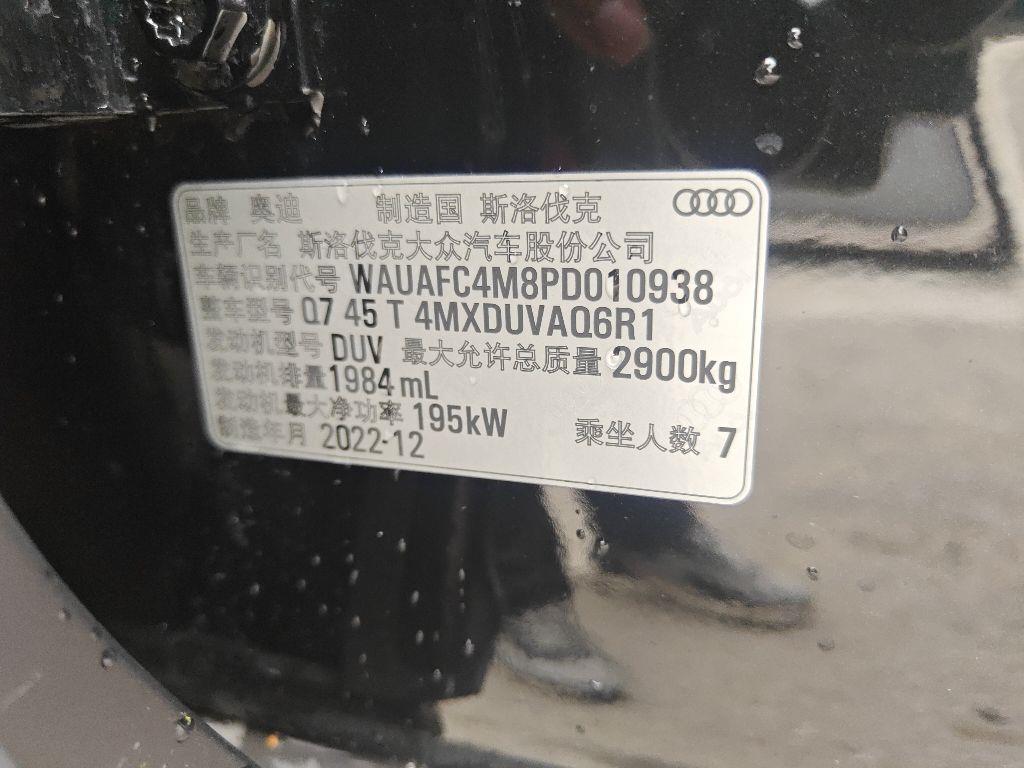 品牌 奥迪 制造国 斯洛伐克
生产厂名 斯洛伐克大众汽车股份公司
车辆识别代号 WAUAFC4M8PD010938
整车型号 Q7 45 T 4MXDUVAQ6R1
发动机型号 DUV 最大允许总质量 2900kg
发动机排量 1984 mL
发动机最大净功率 195kW 乘坐人数 7
制造年月 2022-12